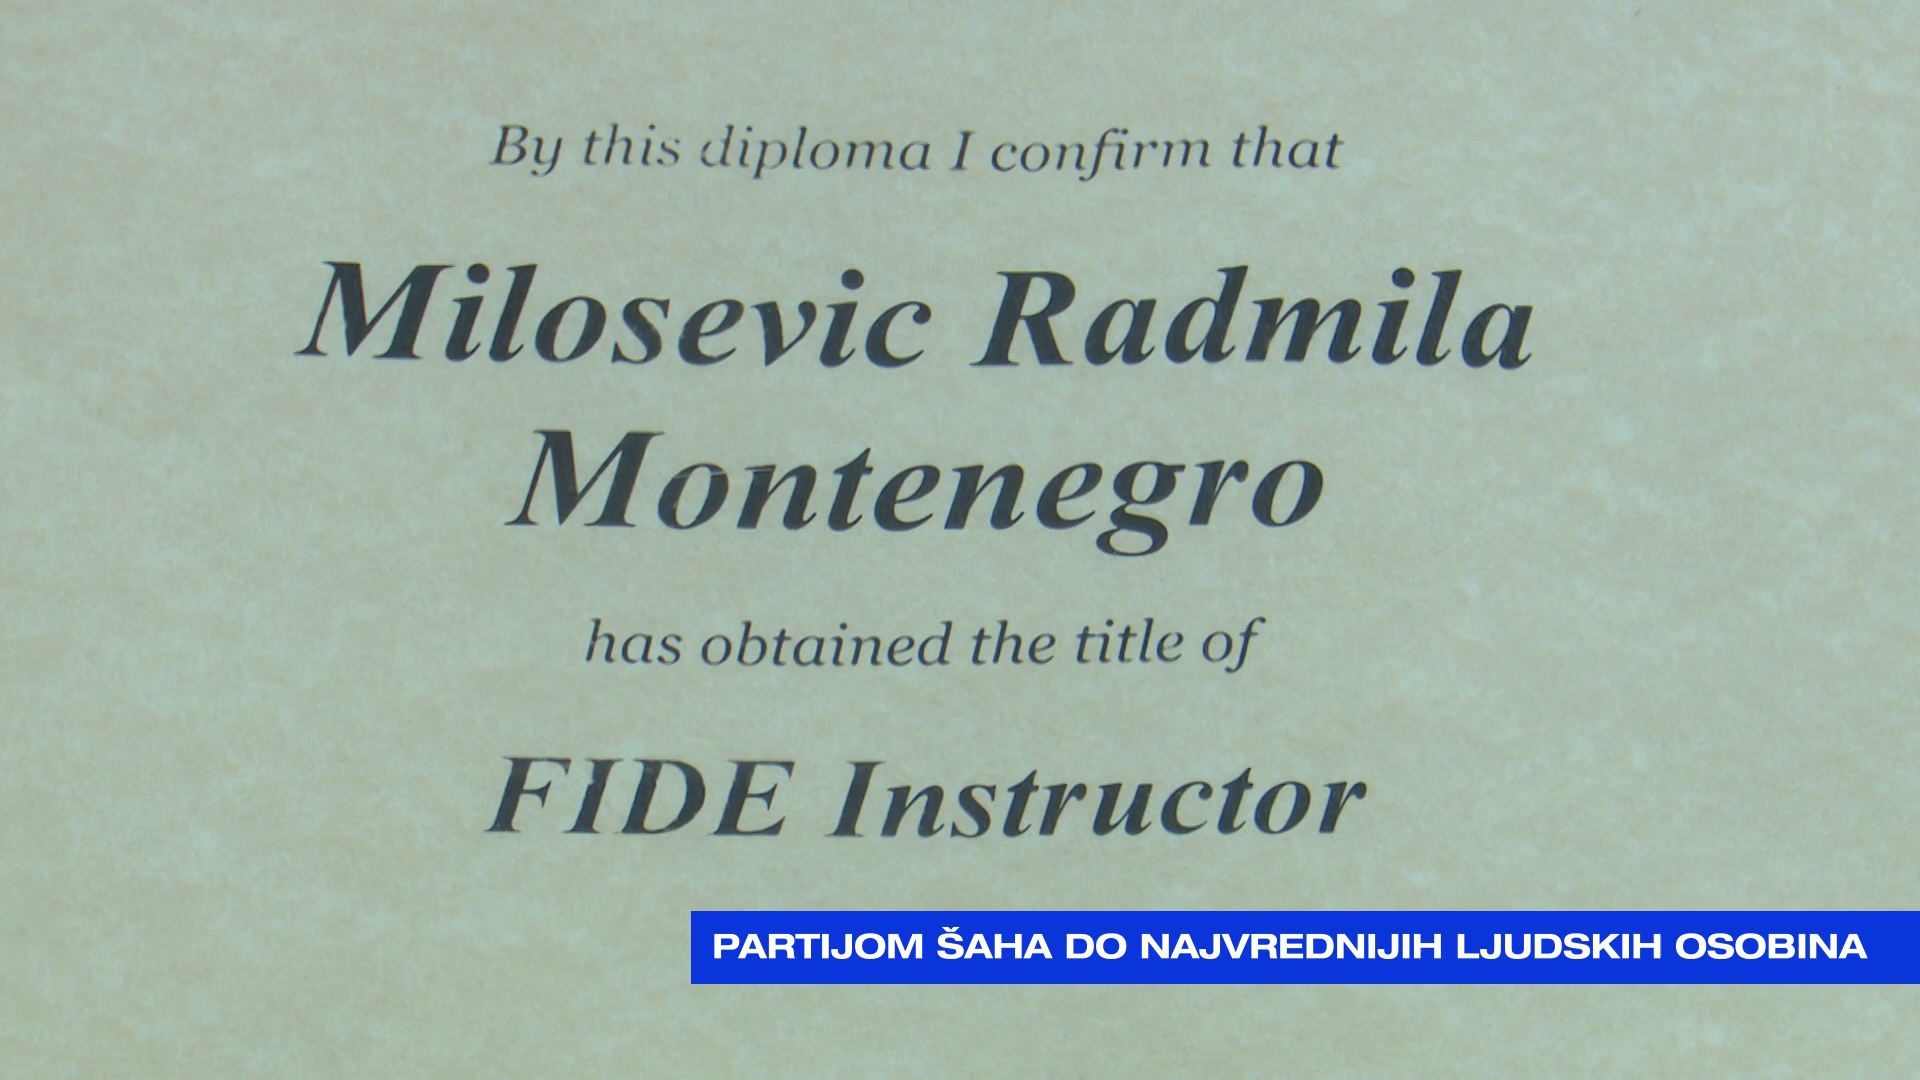 By this diploma I confirm that
Milosevic Radmila
Montenegro
has obtained the title of
FIDE Instructor
PARTIJOM ŠAHA DO NAJVREDNIJIH LJUDSKIH OSOBINA